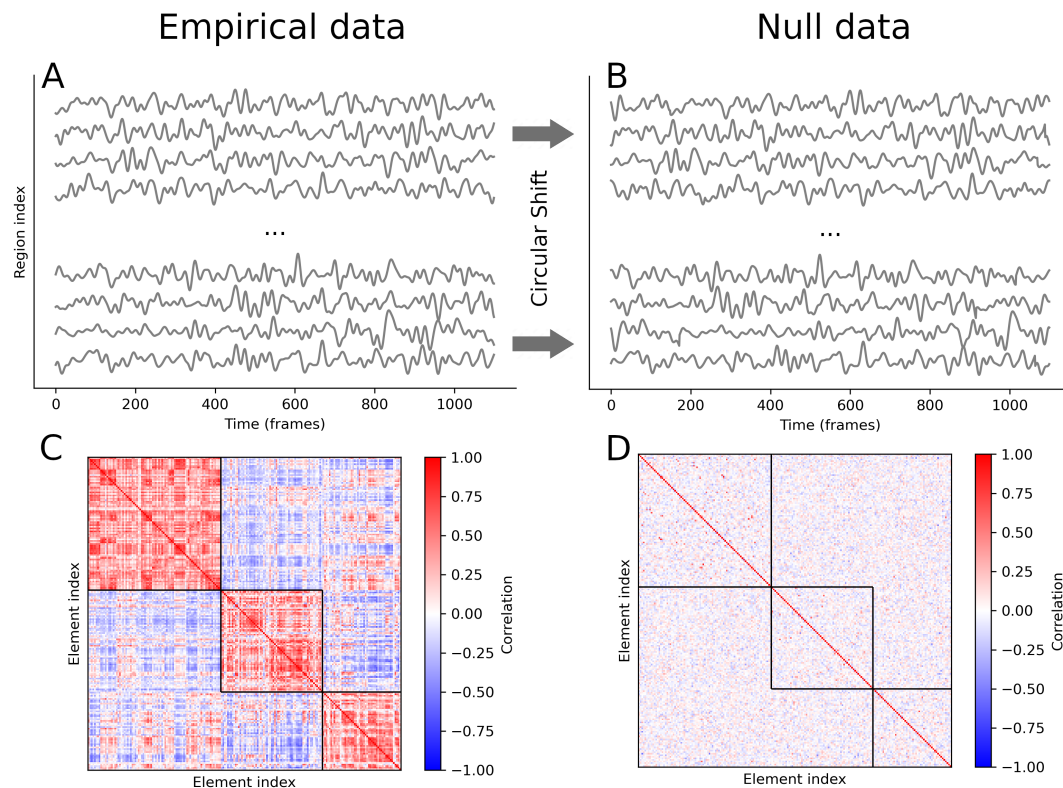 Empirical data
Null data
A
B
Region index
...
...
Circular Shift
0 200 400 600 800 1000
0 200 400 600 800 1000
Time (frames)
Time (frames)
C
D
Element index
1.00
0.75
0.50
0.25
0.00
−0.25
−0.50
−0.75
−1.00
Correlation
Element index
Element index
1.00
0.75
0.50
0.25
0.00
−0.25
−0.50
−0.75
−1.00
Correlation
Element index